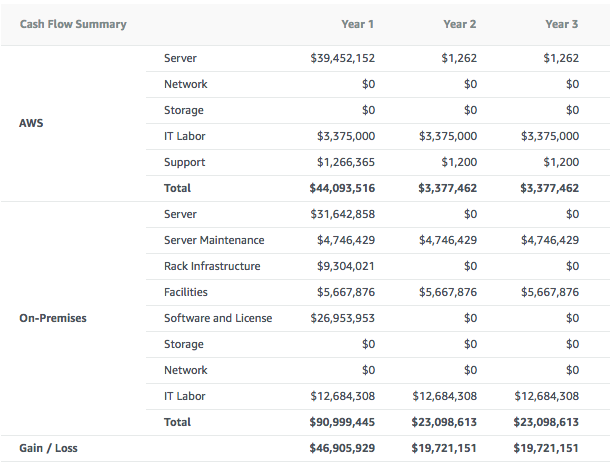 Cash Flow Summary Year 1 Year 2 Year 3
Server $39,452,152 $1,262 $1,262
Network $0 $0 $0
Storage $0 $0 $0
AWS
IT Labor $3,375,000 $3,375,000 $3,375,000
Support $1,266,365 $1,200 $1,200
Total $44,093,516 $3,377,462 $3,377,462
Server $31,642,858 $0 $0
Server Maintenance $4,746,429 $4,746,429 $4,746,429
Rack Infrastructure $9,304,021 $0 $0
Facilities $5,667,876 $5,667,876 $5,667,876
On-Premises Software and License $26,953,953 $0 $0
Storage $0 $0 $0
Network $0 $0 $0
IT Labor $12,684,308 $12,684,308 $12,684,308
Total $90,999,445 $23,098,613 $23,098,613
Gain / Loss $46,905,929 $19,721,151 $19,721,151